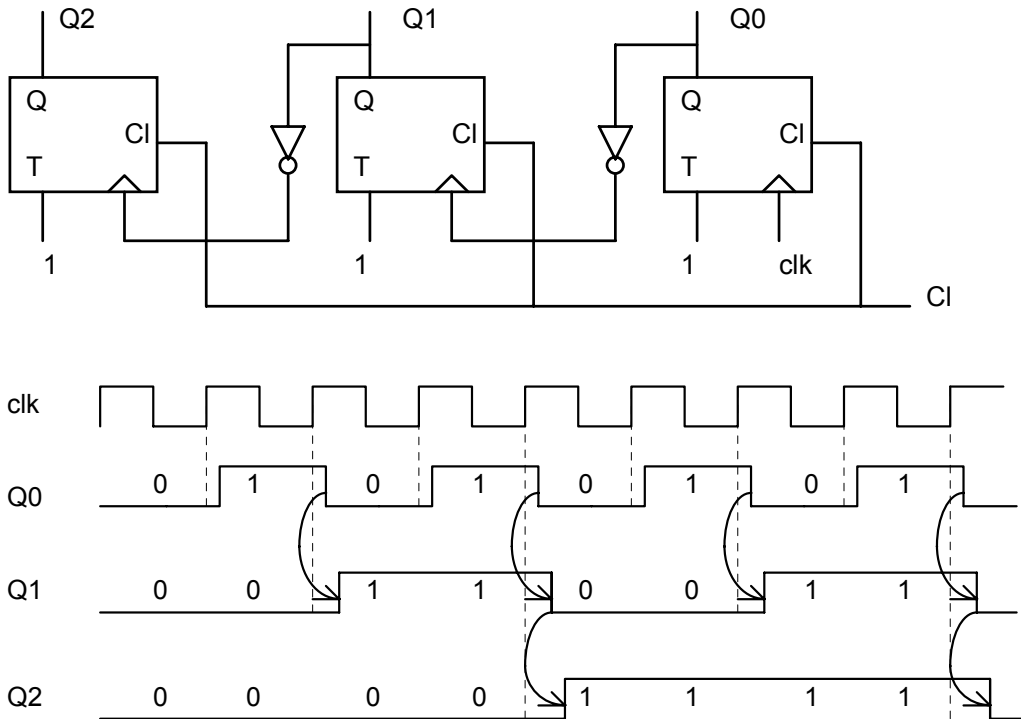 Q2 Q1 Q0
Q Q Q
Cl Cl Cl
T T T
1 1 1 clk
Cl
clk
Q0 0 1 0 1 0 1 0 1
Q1 0 0 1 1 0 0 1 1
Q2 0 0 0 0 1 1 1 1